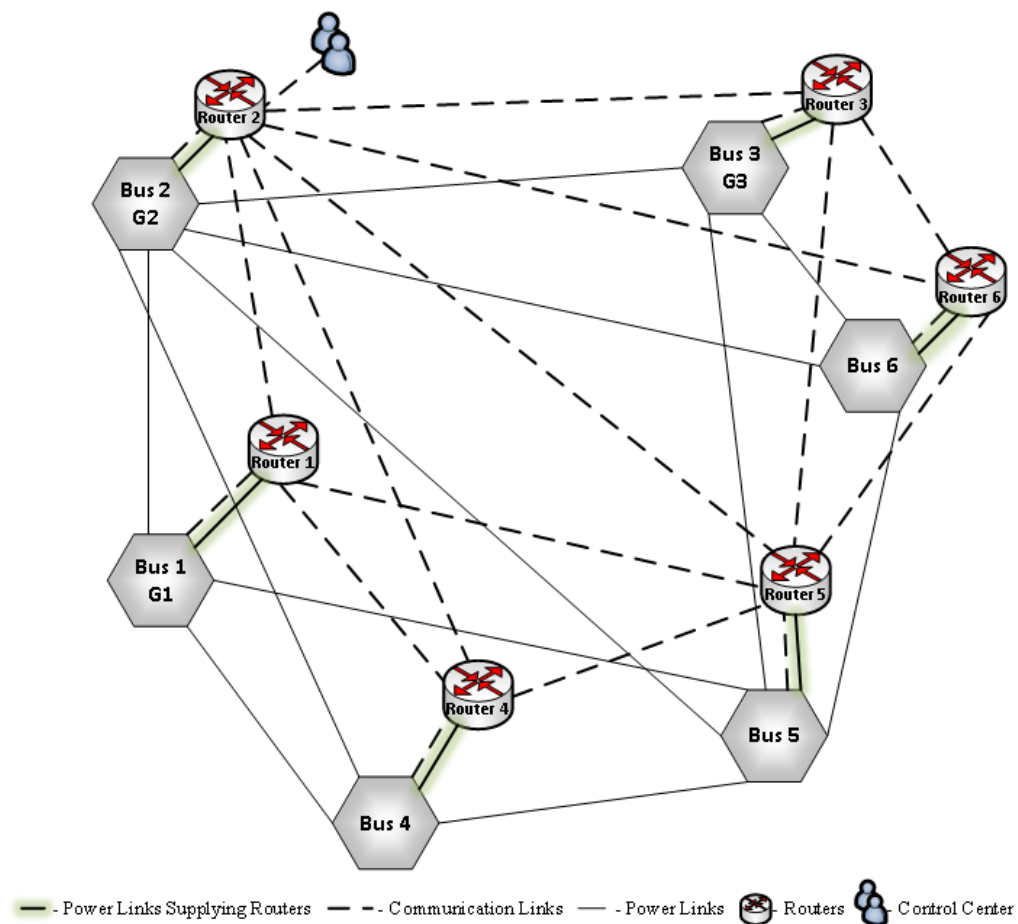 Router 2
Router 3
Bus 3
G3
Bus 2
G2
Router 6
Bus 6
Router 1
Bus 1
G1
Router 5
Router 4
Bus 5
Bus 4
- Power Links Supplying Routers
- Communication Links
- Power Links
- Routers
- Control Center